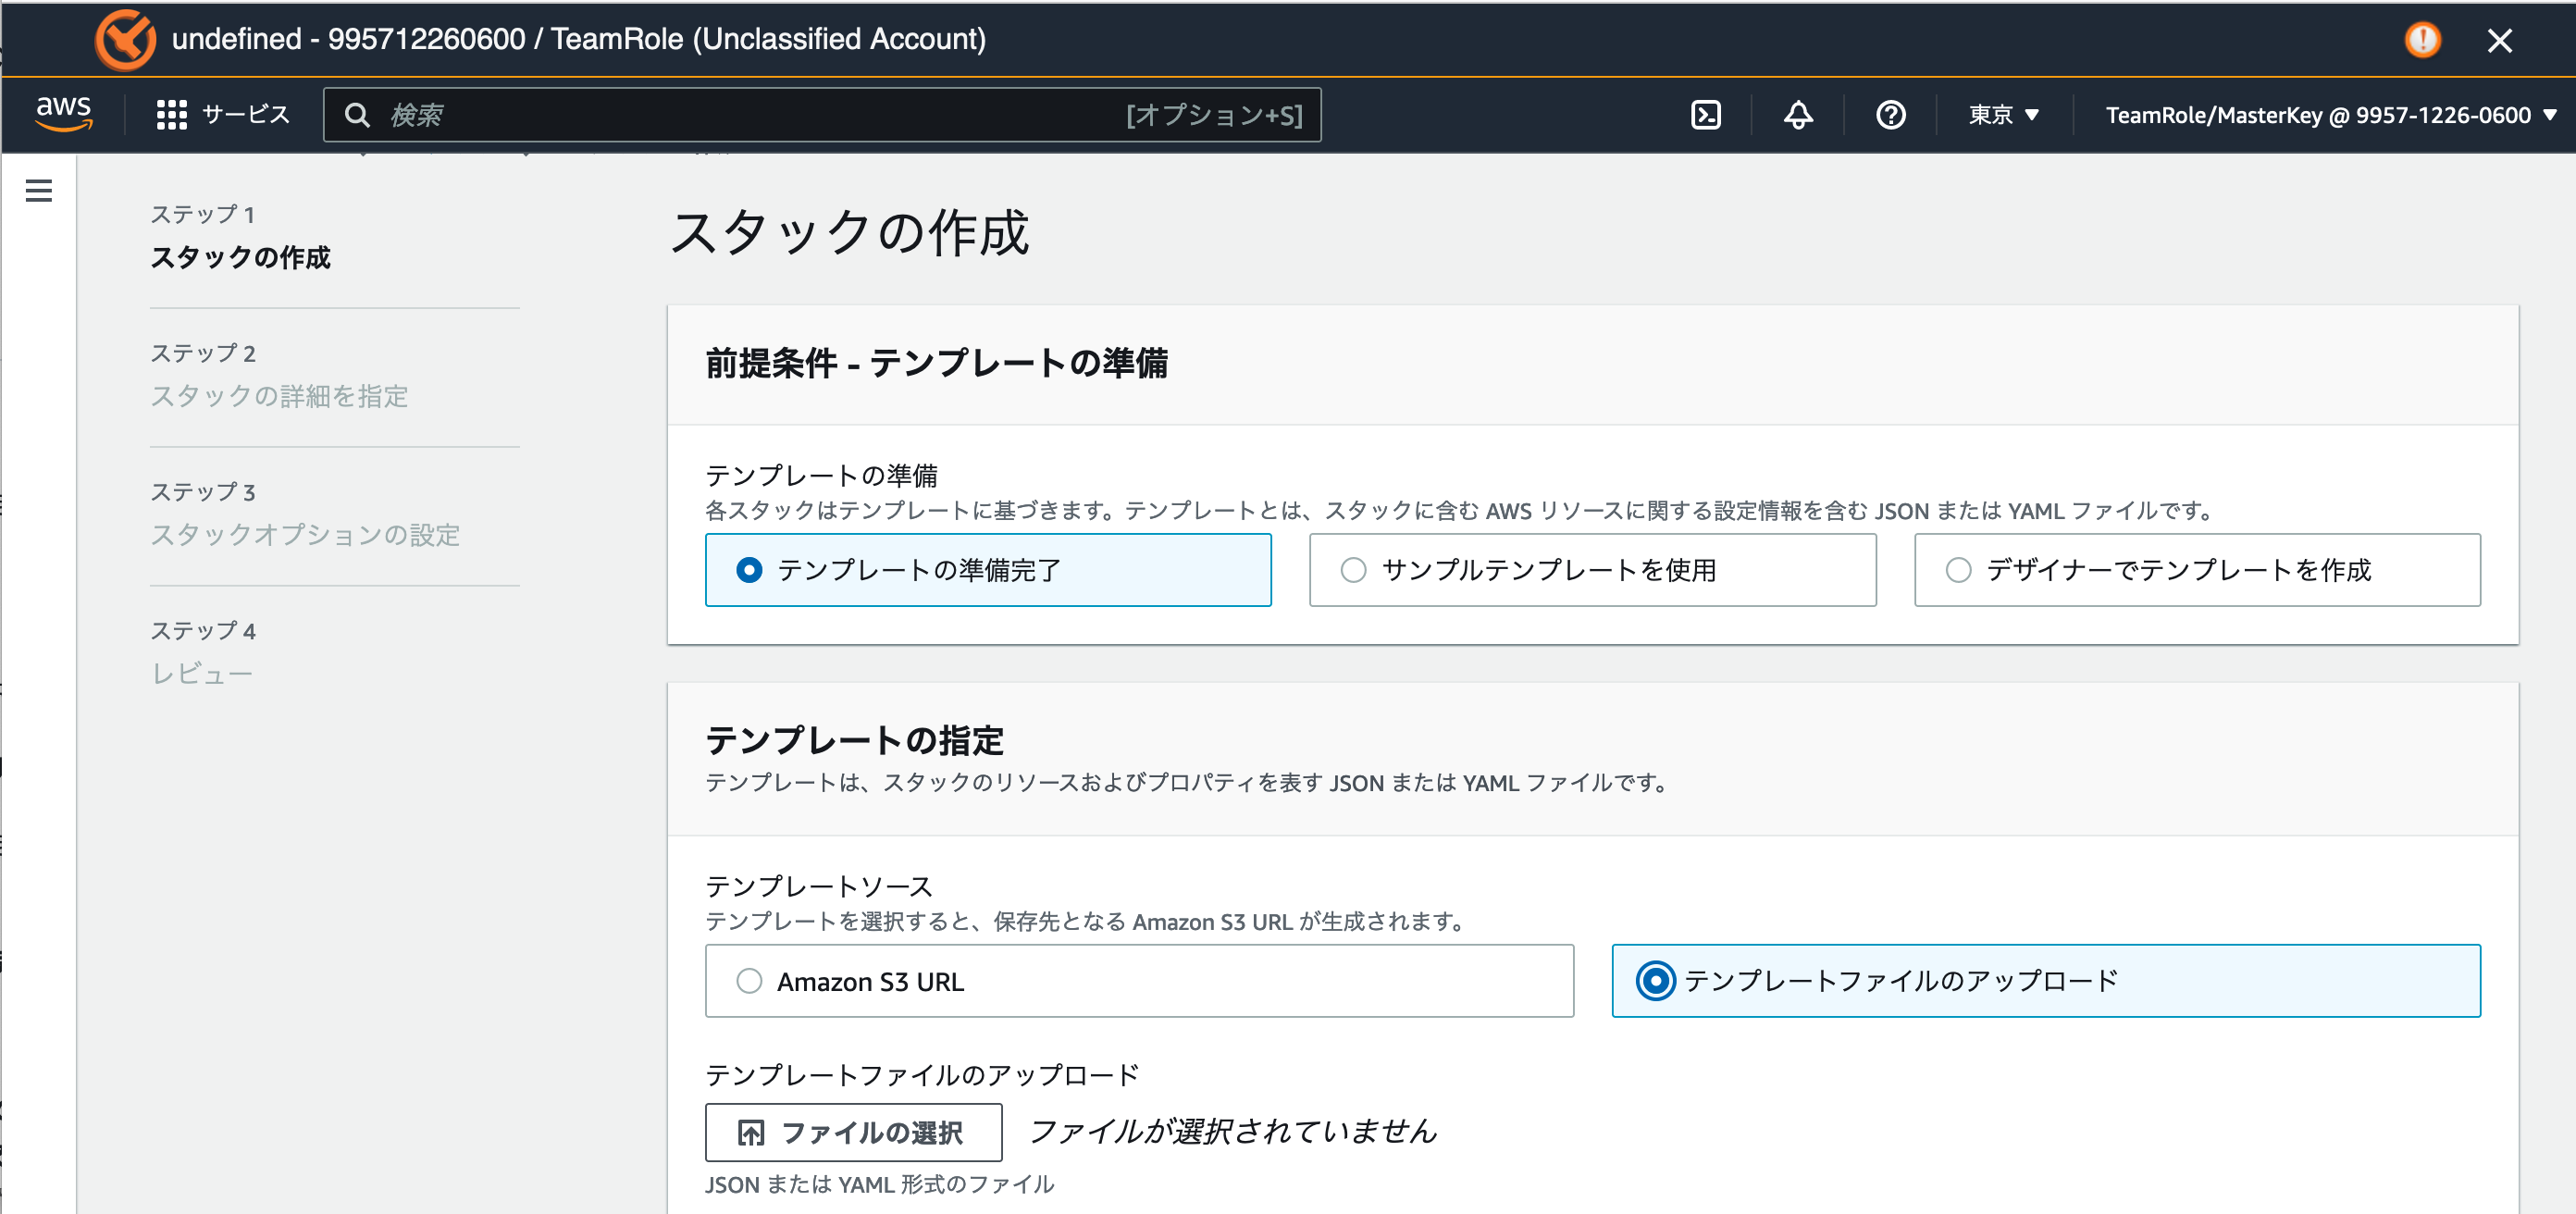 undefined - 995712260600 / TeamRole (Unclassified Account)
aws
サービス
検索
[オプション+S]
東京
TeamRole/MasterKey @ 9957-1226-0600
ステップ 1
スタックの作成
ステップ 2
スタックの詳細を指定
ステップ 3
スタックオプションの設定
ステップ 4
レビュー
スタックの作成
前提条件 - テンプレートの準備
テンプレートの準備
各スタックはテンプレートに基づきます。テンプレートとは、スタックに含む AWS リソースに関する設定情報を含む JSON または YAML ファイルです。
テンプレートの準備完了
サンプルテンプレートを使用
デザイナーでテンプレートを作成
テンプレートの指定
テンプレートは、スタックのリソースおよびプロパティを表す JSON または YAML ファイルです。
テンプレートソース
テンプレートを選択すると、保存先となる Amazon S3 URL が生成されます。
Amazon S3 URL
テンプレートファイルのアップロード
テンプレートファイルのアップロード
ファイルの選択
ファイルが選択されていません
JSON または YAML 形式のファイル